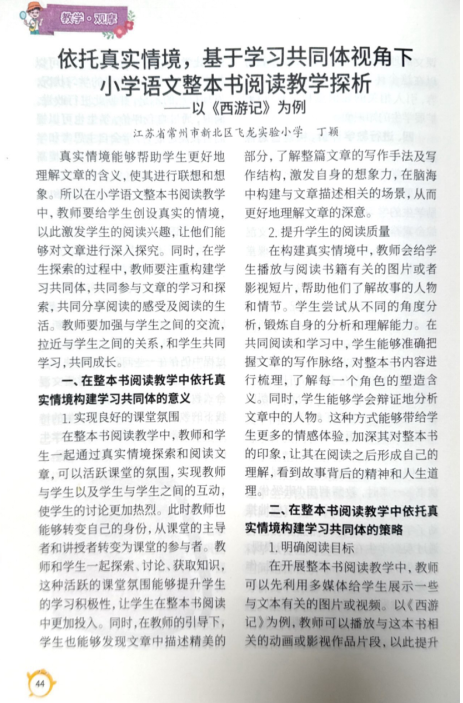 教学·观摩
依托真实情境，基于学习共同体视角下
小学语文整本书阅读教学探析
——以《西游记》为例
江苏省常州市新北区飞龙实验小学 丁颖
真实情境能够帮助学生更好地
理解文章的含义，使其进行联想和想
象。所以在小学语文整本书阅读教学
中，教师要给学生创设真实的情境，
以此激发学生的阅读兴趣，让他们能
够对文章进行深入探究。同时，在学
生探索的过程中，教师要注重构建学
习共同体，共同参与文章的学习和探
索，共同分享阅读的感受及阅读的生
活。教师要加强与学生之间的交流，
拉近与学生之间的关系，和学生共同
学习，共同成长。
一、在整本书阅读教学中依托真
实情境构建学习共同体的意义
1.实现良好的课堂氛围
在整本书阅读教学中，教师和学
生一起通过真实情境探索和阅读文
章，可以活跃课堂的氛围，实现教师
与学生以及学生与学生之间的互动，
使学生的讨论更加热烈。此时教师也
能够转变自己的身份，从课堂的主导
者和讲授者转变为课堂的参与者。教
师和学生一起探索、讨论、获取知识，
这种活跃的课堂氛围能够提升学生
的学习积极性，让学生在整本书阅读
中更加投入。同时，在教师的引导下，
学生也能够发现文章中描述精美的
部分，了解整篇文章的写作手法及写
作结构，激发自身的想象力，在脑海
中构建与文章描述相关的场景，从而
更好地理解文章的深意。
2.提升学生的阅读质量
在构建真实情境中，教师会给学
生播放与阅读书籍有关的图片或者
影视短片，帮助他们了解故事的人物
和情节。学生尝试从不同的角度分
析，锻炼自身的分析和理解能力。在
共同阅读和学习中，学生能够准确把
握文章的写作脉络，对整本书内容进
行梳理，了解每一个角色的塑造含
义。同时，学生能够学会辩证地分析
文章中的人物。这种方式能够带给学
生更多的情感体验，加深其对整本书
的印象，让其在阅读之后形成自己的
理解，看到故事背后的精神和人生道
理。
二、在整本书阅读教学中依托真
实情境构建学习共同体的策略
1.明确阅读目标
在开展整本书阅读教学中，教师
可以先利用多媒体给学生展示一些
与文本有关的图片或视频。以《西游
记》为例，教师可以播放与这本书相
关的动画或影视作品片段，以此提升
44